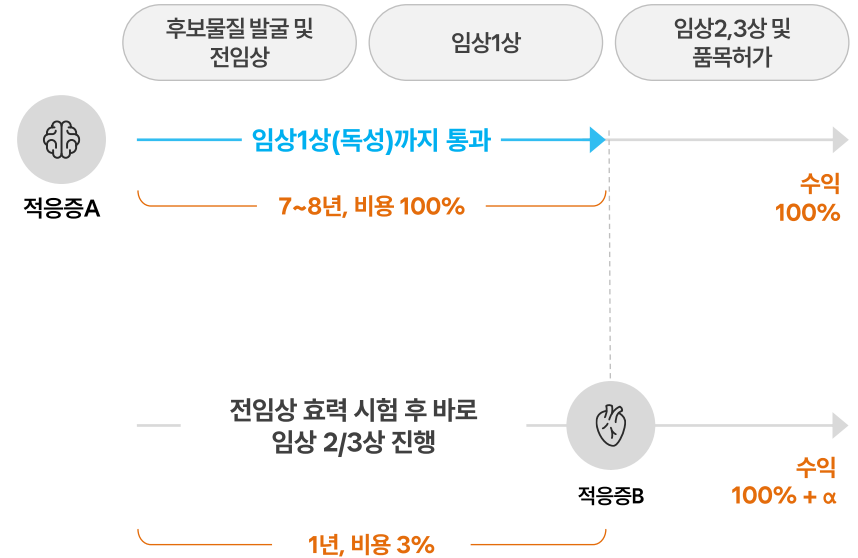 후보물질 발굴 및
전임상
임상1상
임상2,3상 및
품목허가
임상1상(독성)까지 통과
적응증A
7~8년, 비용 100%
수익
100%
전임상 효력 시험 후 바로
임상 2/3상 진행
적응증B
수익
100% + α
1년, 비용 3%